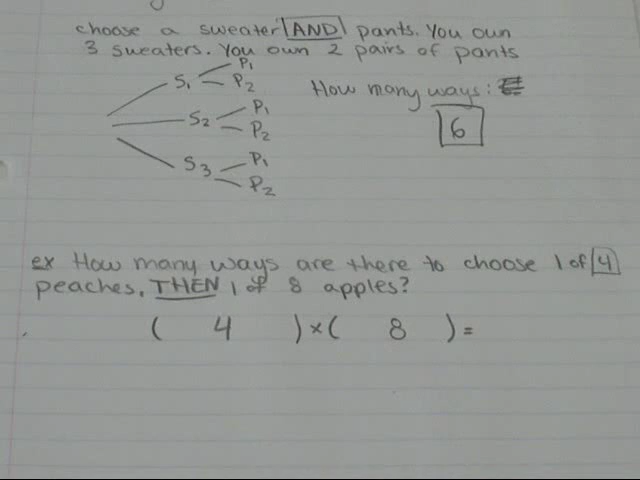 choose a sweater AND pants. You own
3 sweaters. You own 2 pairs of pants
S1 P1
P2
How many ways:
6
S2 P1
P2
S3 P1
P2
ex How many ways are there to choose 1 of 4
peaches, THEN 1 of 8 apples?
( 4 ) × ( 8 ) =